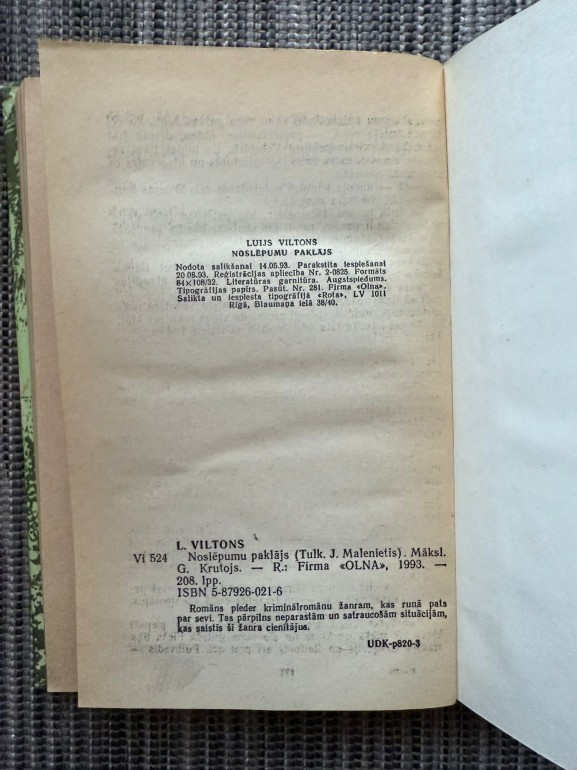 LUIJS VILTONS
NOSLĒPUMU PAKLĀJS
Nodota salikšanai 14.05.93. Parakstīta iespiešanai
20.08.93. Reģistrācijas apliecība Nr. 2-0825. Formāts
84×108/32. Literatūras garnitūra. Augstspiedums.
Tipogrāfijas papīrs. Pasūt. Nr. 281. Firma «Olna».
Salikta un iespiesta tipogrāfijā «Rota», LV 1011
Rīgā, Blaumaņa ielā 38/40.
L. VILTONS
Vi 524 Noslēpumu paklājs (Tulk. J. Malenietis). Māksl.
G. Krutojs. — R.: Firma «OLNA», 1993. —
208. lpp.
ISBN 5-87926-021-6
Romāns pieder kriminālromānu žanram, kas runā pats
par sevi. Tas pārpilns neparastām un satraucošām situācijām,
kas saistīs šī žanra cienītājus.
UDK-p820-3